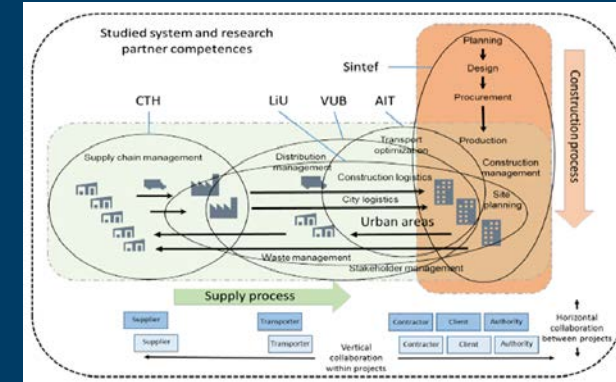 Studied system and research
partner competences
Planning
Design
Procurement
Production
Sintef
Construction process
CTH
LiU
VUB
AIT
Transport
optimization
Supply chain management
Distribution
management
Construction
management
Construction logistics
City logistics
Site
planning
Urban areas
Waste management
Stakeholder management
Supply process
Supplier
Transporter
Contractor
Client
Authority
Supplier
Transporter
Contractor
Client
Authority
Vertical
collaboration
within projects
Horizontal
collaboration
between projects